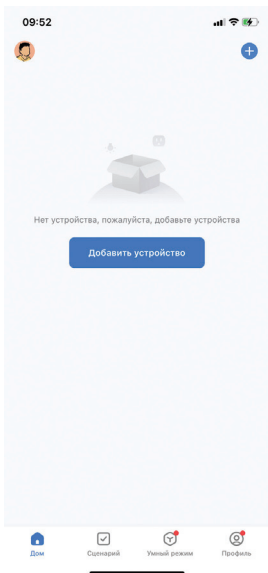 09:52
Нет устройства, пожалуйста, добавьте устройства
Добавить устройство
Дом
Сценарий
Умный режим
Профиль